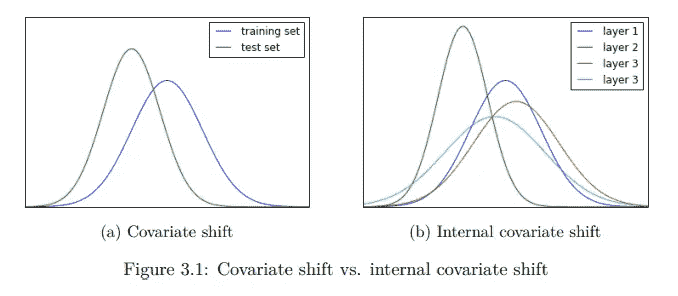 training set
test set
layer 1
layer 2
layer 3
layer 3
(a) Covariate shift
(b) Internal covariate shift
Figure 3.1: Covariate shift vs. internal covariate shift